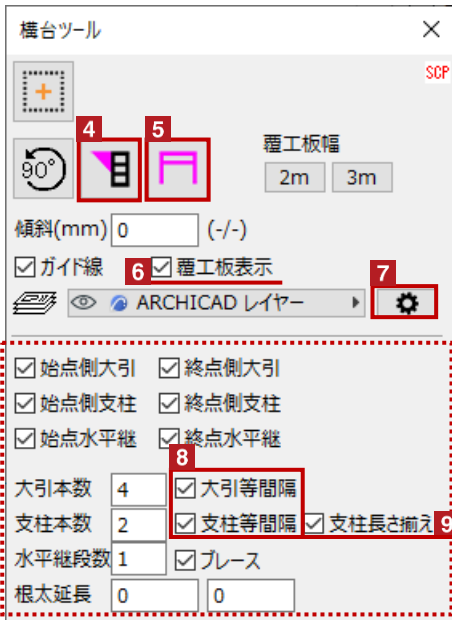 構台ツール
SCP
4 5
90°
覆工板幅
2m 3m
傾斜(mm) 0 (-/-)
ガイド線 6 覆工板表示
7
ARCHICAD レイヤー
始点側大引 終点側大引
始点側支柱 終点側支柱
始点水平継 終点水平継
8
大引本数 4 大引等間隔
支柱本数 2 支柱等間隔 支柱長さ揃え 9
水平継段数 1 ブレース
根太延長 0 0